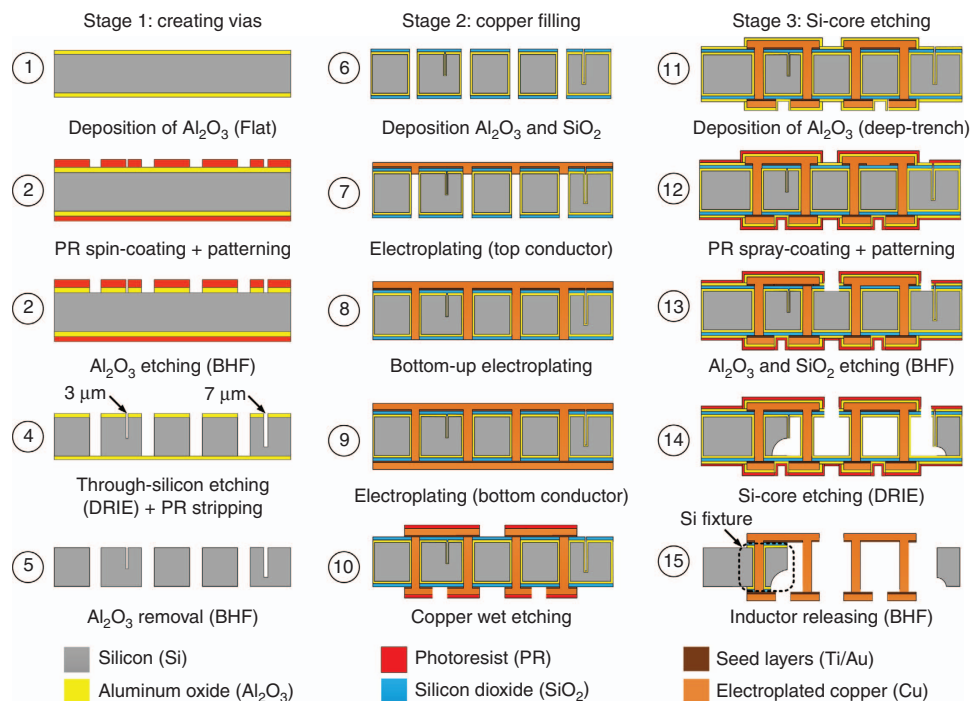 Stage 1: creating vias
1
Deposition of Al₂O₃ (Flat)
2
PR spin-coating + patterning
2
Al₂O₃ etching (BHF)
3 μm
7 μm
4
Through-silicon etching
(DRIE) + PR stripping
5
Al₂O₃ removal (BHF)
Stage 2: copper filling
6
Deposition Al₂O₃ and SiO₂
7
Electroplating (top conductor)
8
Bottom-up electroplating
9
Electroplating (bottom conductor)
10
Copper wet etching
Stage 3: Si-core etching
11
Deposition of Al₂O₃ (deep-trench)
12
PR spray-coating + patterning
13
Al₂O₃ and SiO₂ etching (BHF)
14
Si-core etching (DRIE)
Si fixture
15
Inductor releasing (BHF)
Silicon (Si)
Aluminum oxide (Al₂O₃)
Photoresist (PR)
Silicon dioxide (SiO₂)
Seed layers (Ti/Au)
Electroplated copper (Cu)